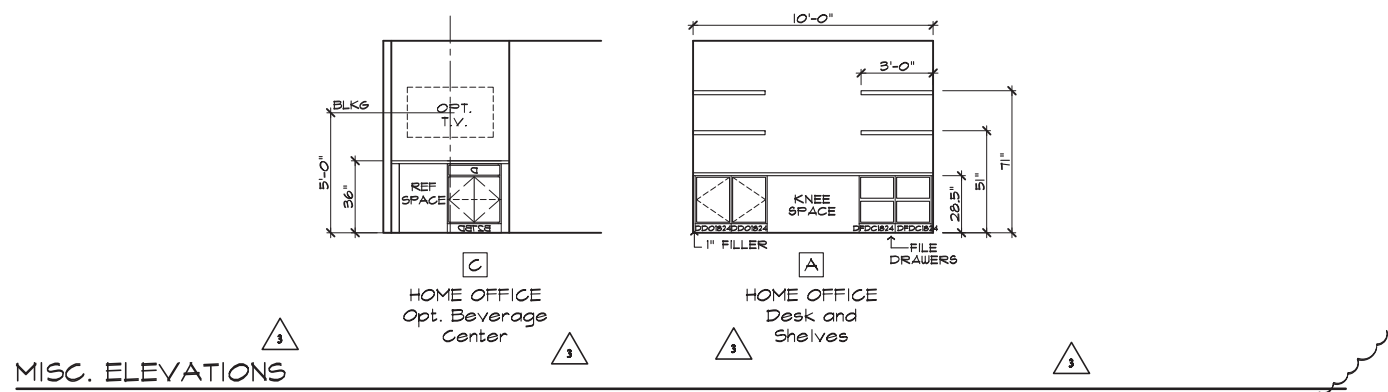 10'-0"
3'-0"
BLKG
OPT.
T.V.
5'-0"
36"
REF
SPACE
KNEE
SPACE
28.5"
51"
71"
DDO1824 DDO1824
DFDC1824 DFDC1824
1" FILLER
FILE
DRAWERS
C
A
HOME OFFICE
Opt. Beverage
Center
HOME OFFICE
Desk and
Shelves
3
3
3
3
MISC. ELEVATIONS